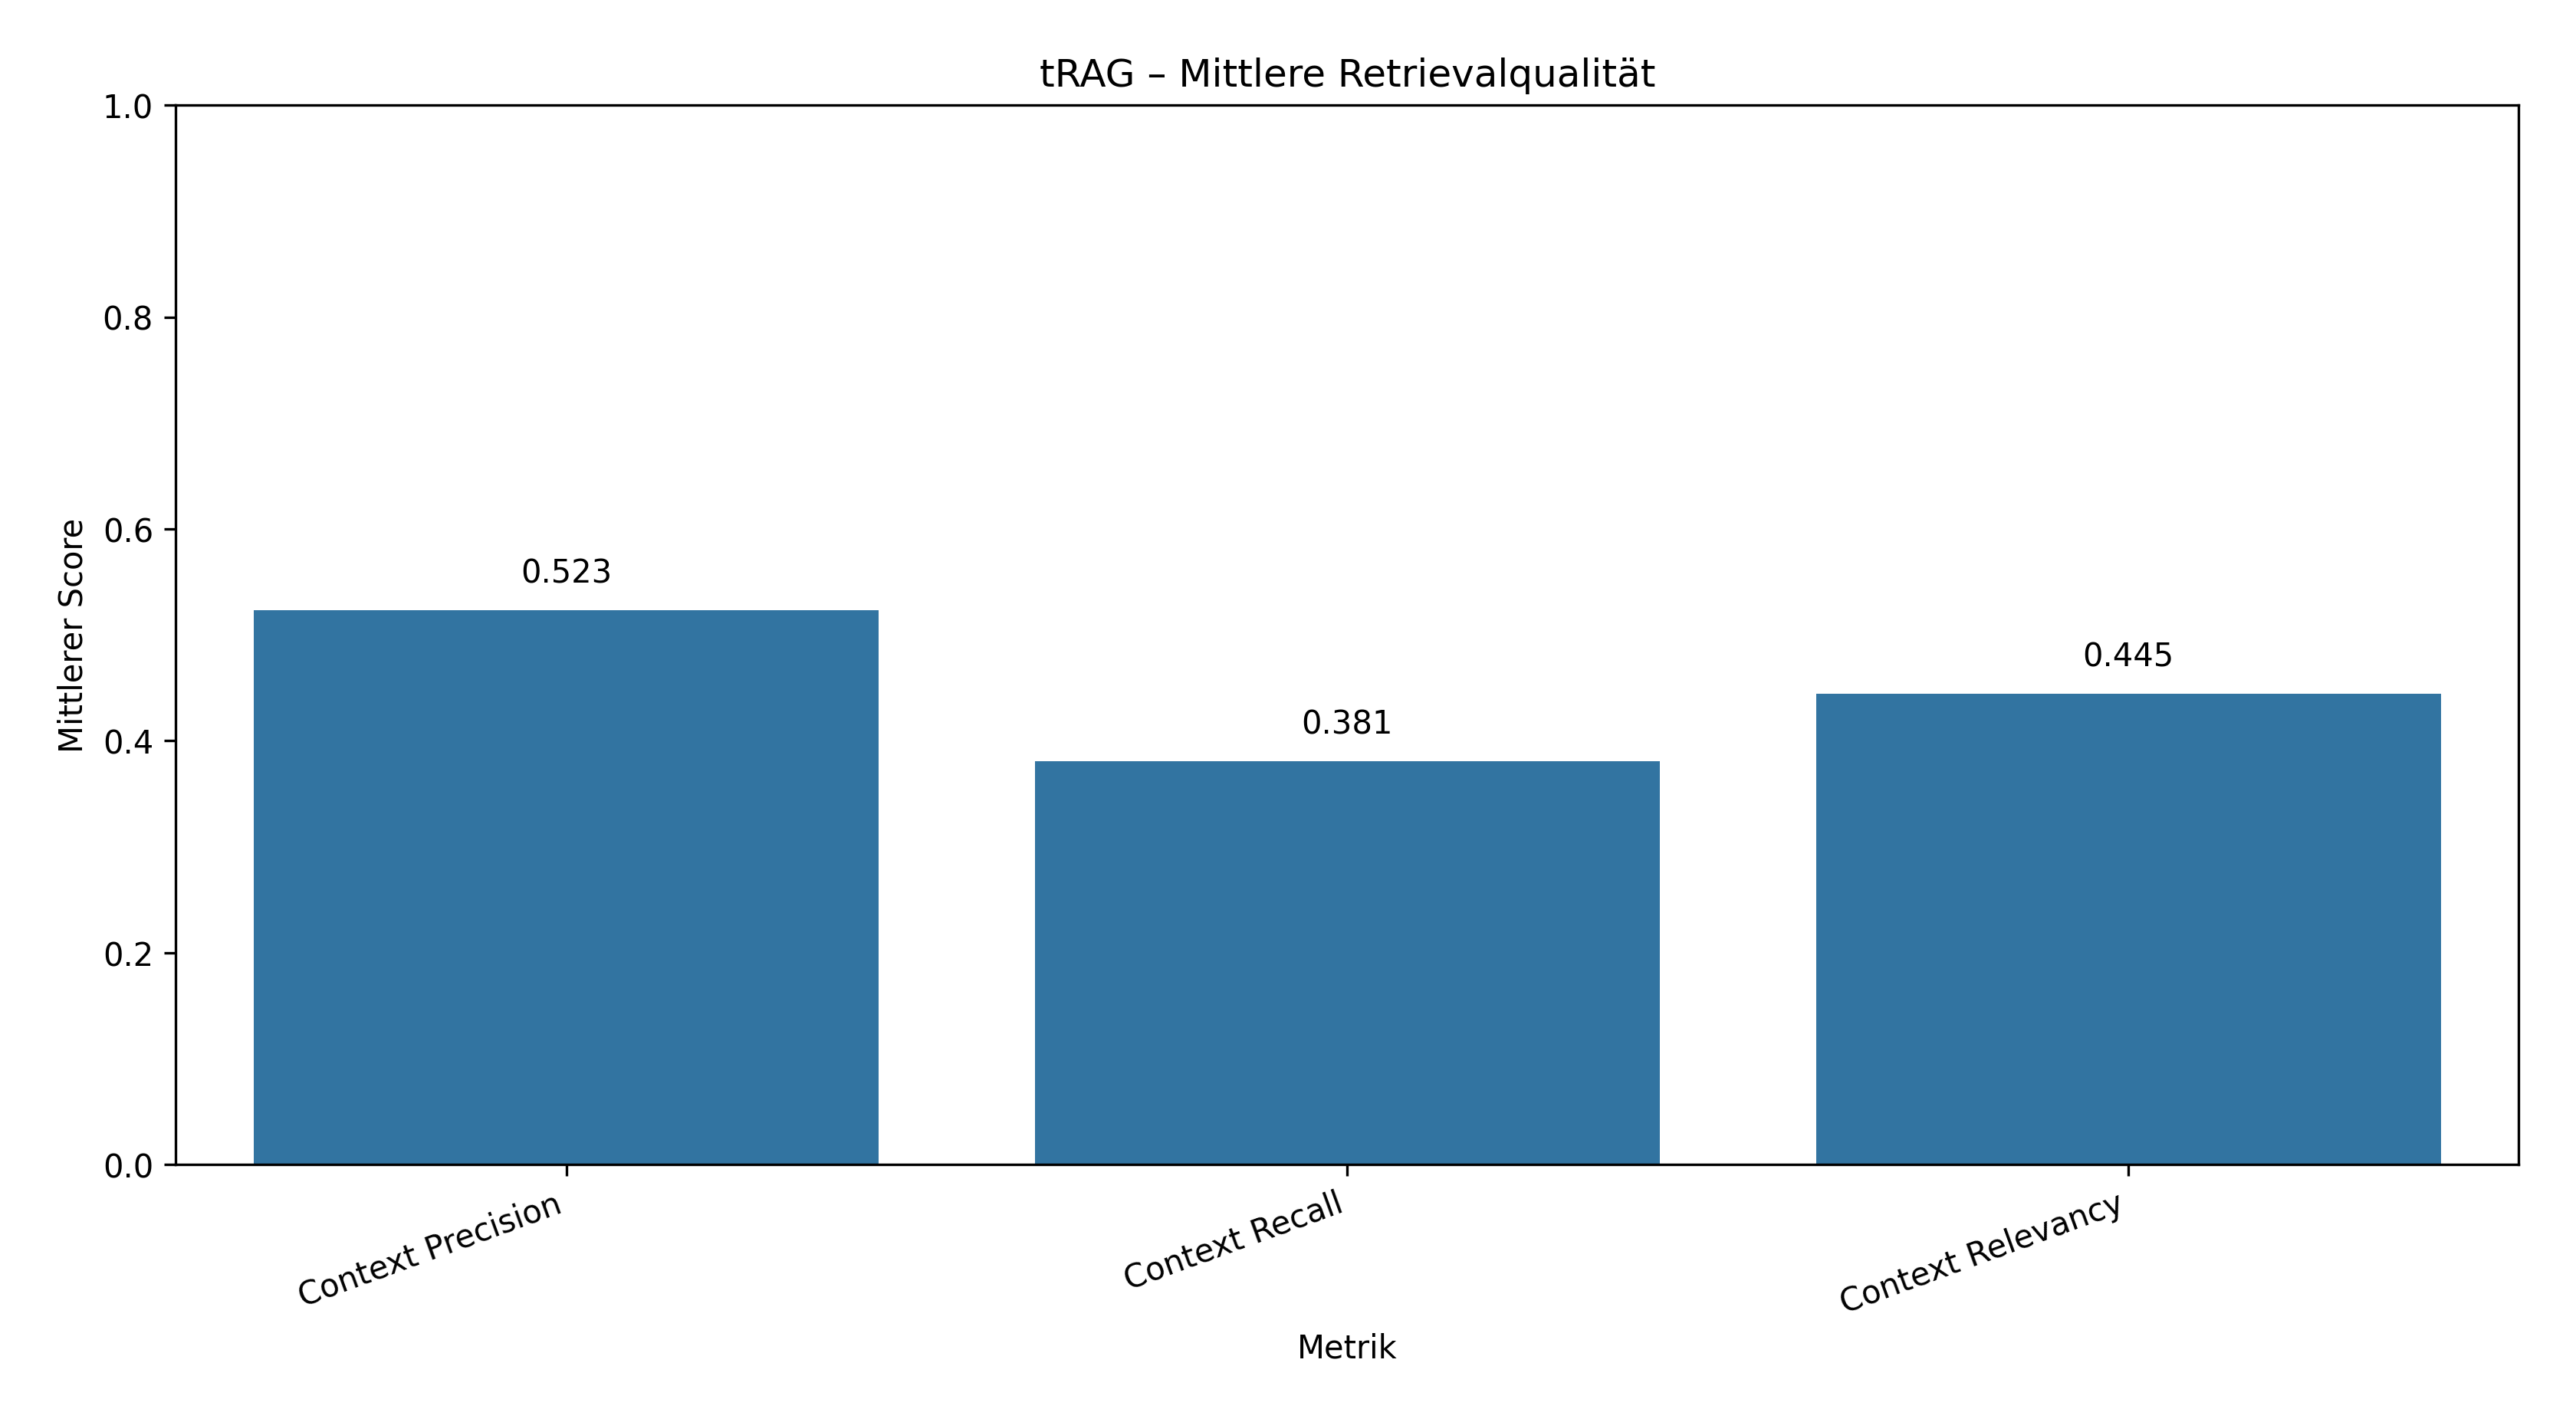 tRAG – Mittlere Retrievalqualität
1.0
0.8
0.6
0.4
0.2
0.0
Mittlerer Score
0.523
0.381
0.445
Context Precision
Context Recall
Context Relevancy
Metrik